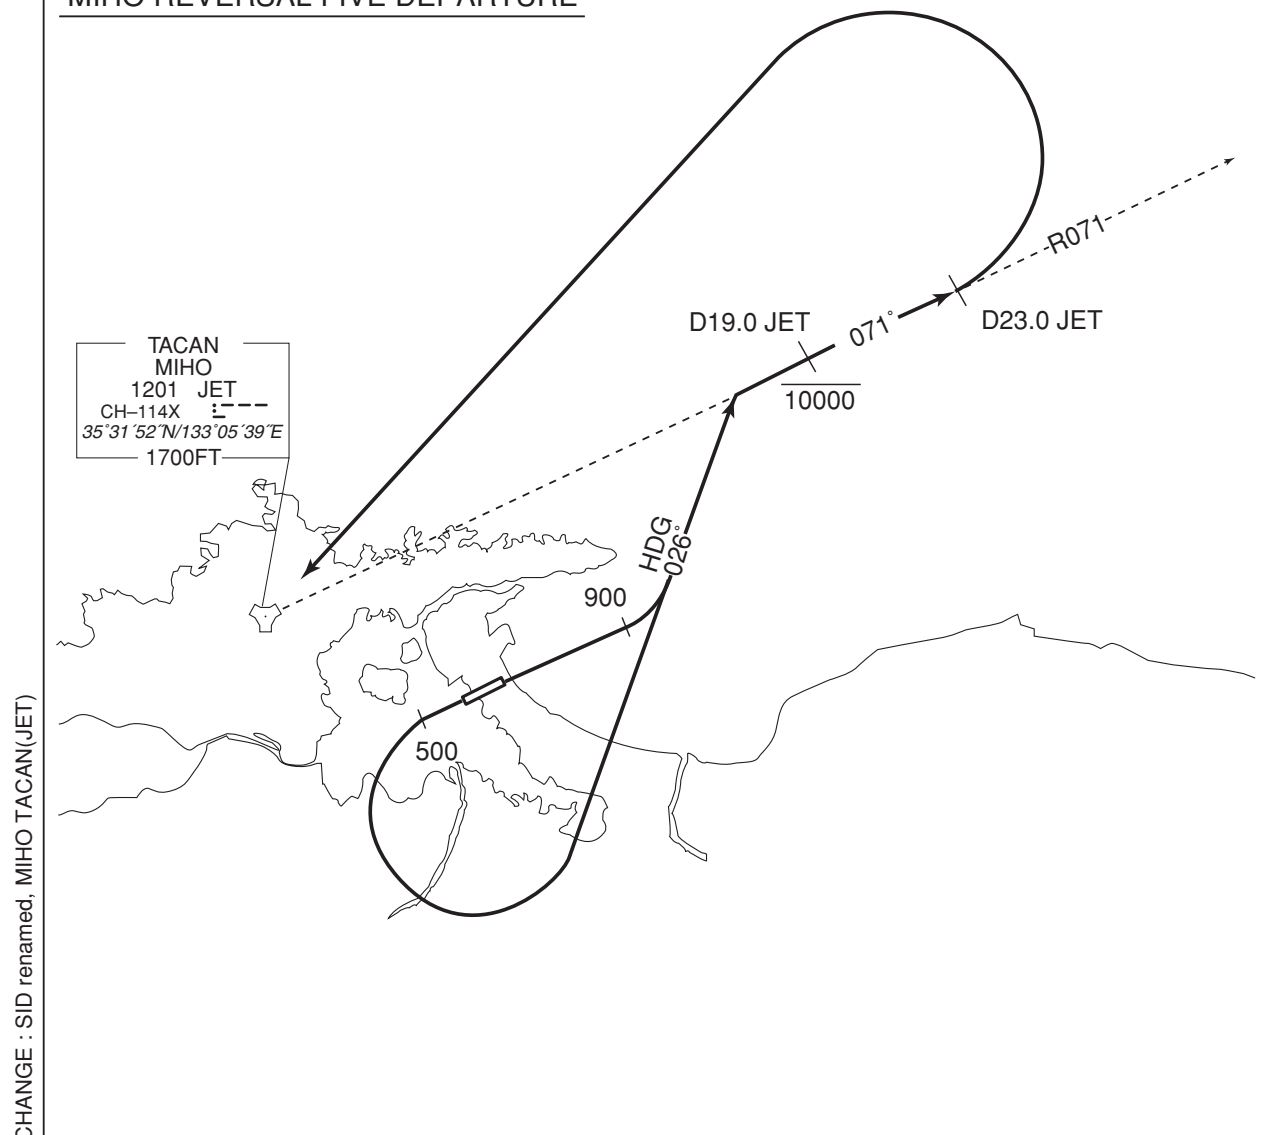 MIHO REVERSAL FIVE DEPARTURE
R071
D19.0 JET
071°
D23.0 JET
10000
TACAN
MIHO
1201 JET
CH–114X
35°31´52˝N/133°05´39˝E
1700FT
HDG
026°
900
500
CHANGE : SID renamed, MIHO TACAN(JET)